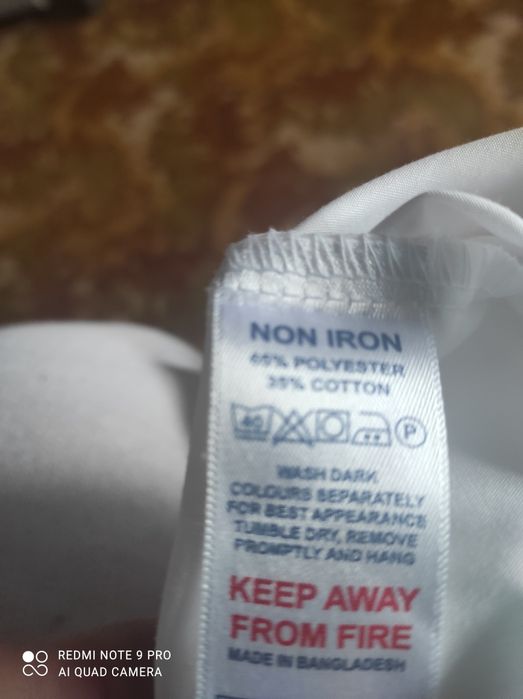 NON IRON
65% POLYESTER
35% COTTON
40 P
WASH DARK
COLOURS SEPARATELY
FOR BEST APPEARANCE
TUMBLE DRY, REMOVE
PROMPTLY AND HANG
KEEP AWAY
FROM FIRE
MADE IN BANGLADESH
REDMI NOTE 9 PRO
AI QUAD CAMERA